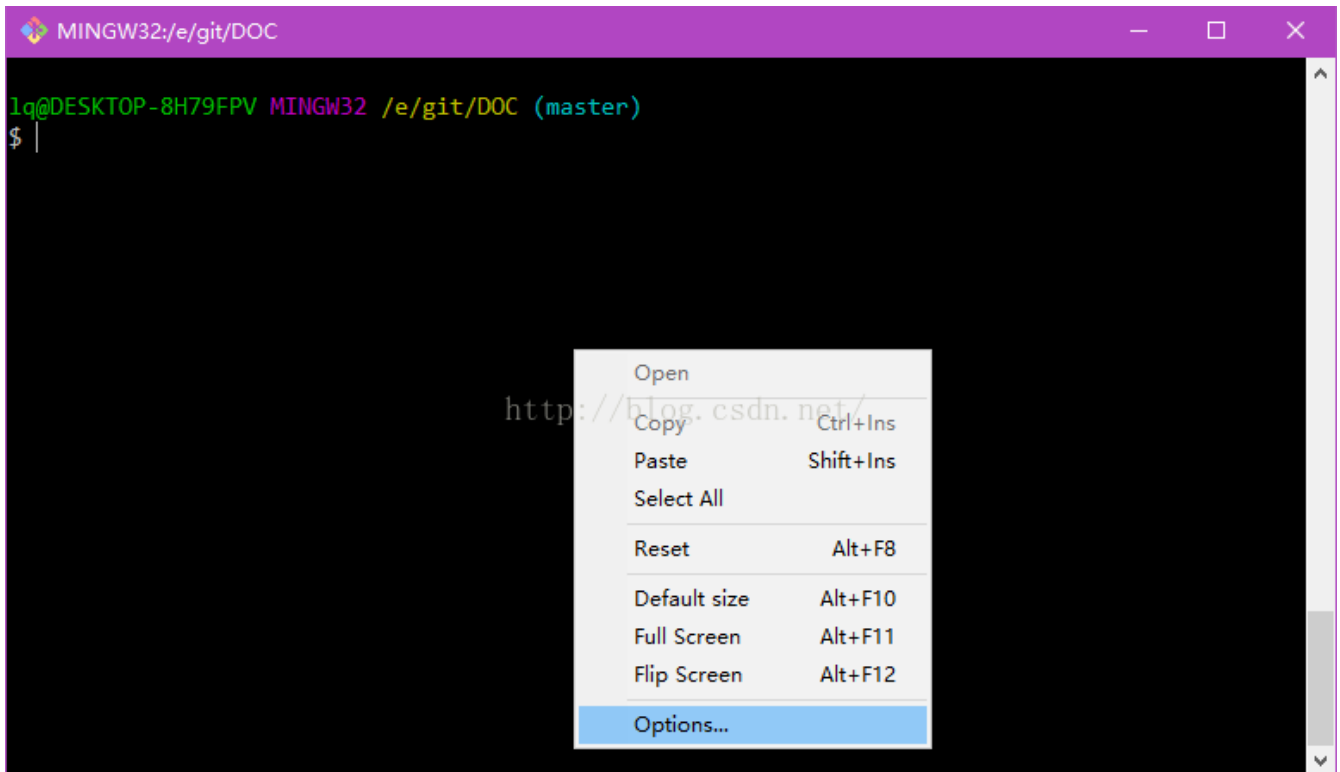 MINGW32:/e/git/DOC
lq@DESKTOP-8H79FPV MINGW32 /e/git/DOC (master)
$
Open
http://blog.csdn.net/
Copy Ctrl+Ins
Paste Shift+Ins
Select All
Reset Alt+F8
Default size Alt+F10
Full Screen Alt+F11
Flip Screen Alt+F12
Options...